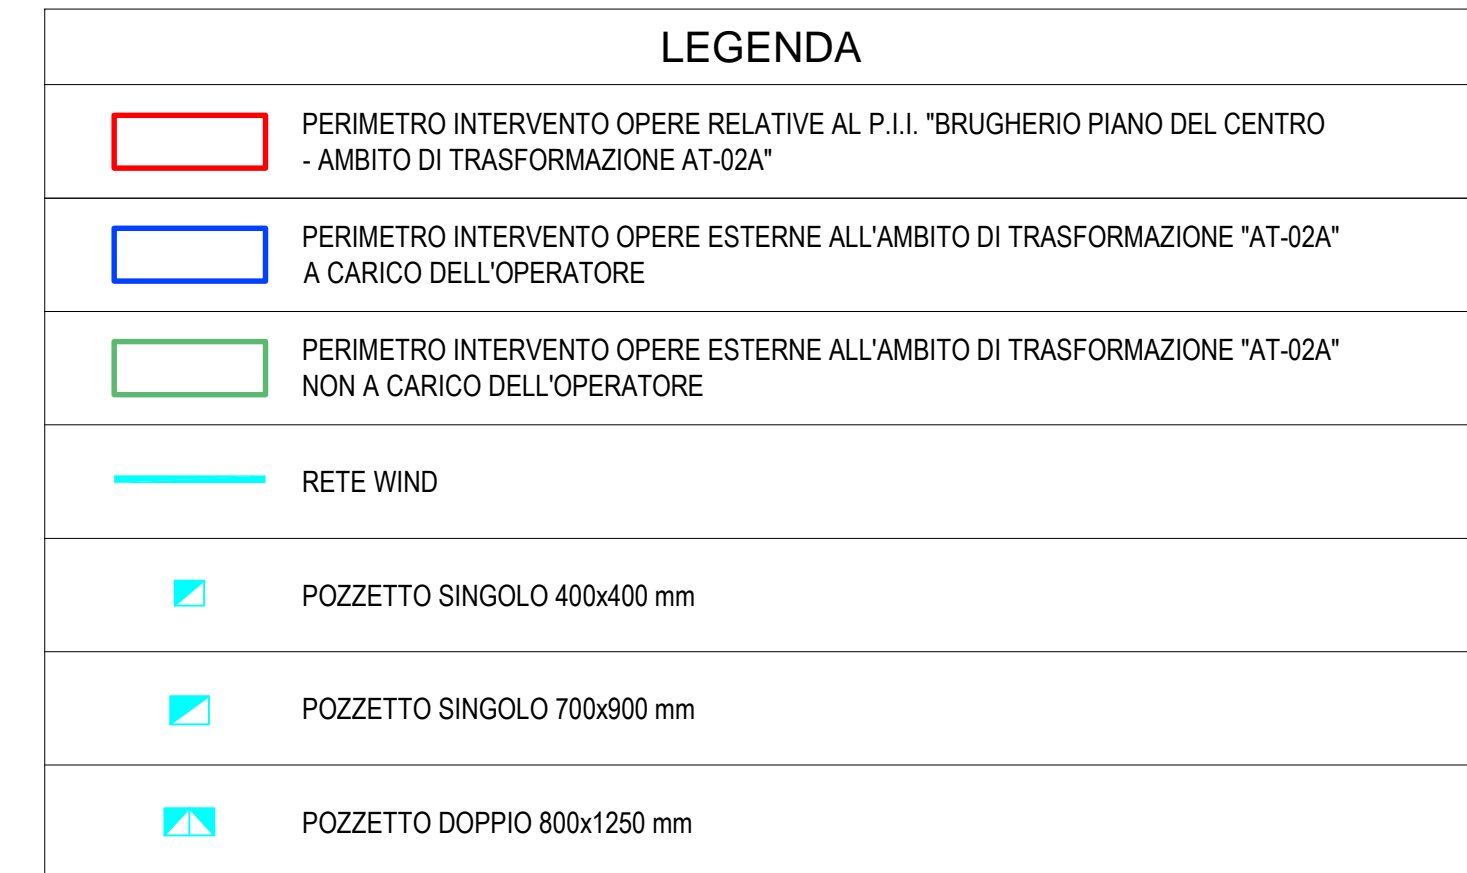 LEGENDA
PERIMETRO INTERVENTO OPERE RELATIVE AL P.I.I. "BRUGHERIO PIANO DEL CENTRO
- AMBITO DI TRASFORMAZIONE AT-02A"
PERIMETRO INTERVENTO OPERE ESTERNE ALL'AMBITO DI TRASFORMAZIONE "AT-02A"
A CARICO DELL'OPERATORE
PERIMETRO INTERVENTO OPERE ESTERNE ALL'AMBITO DI TRASFORMAZIONE "AT-02A"
NON A CARICO DELL'OPERATORE
RETE WIND
POZZETTO SINGOLO 400x400 mm
POZZETTO SINGOLO 700x900 mm
POZZETTO DOPPIO 800x1250 mm